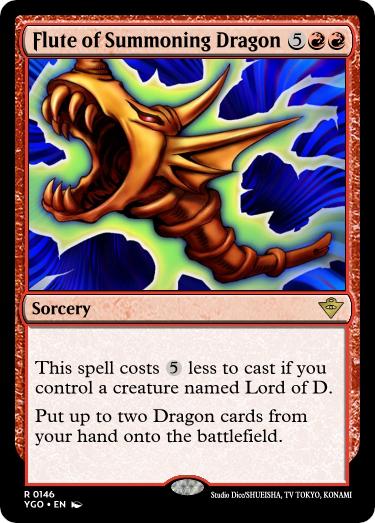 Flute of Summoning Dragon 5
Sorcery
This spell costs 5 less to cast if you
control a creature named Lord of D.
Put up to two Dragon cards from
your hand onto the battlefield.
R 0146
YGO • EN
Studio Dice/SHUEISHA, TV TOKYO, KONAMI